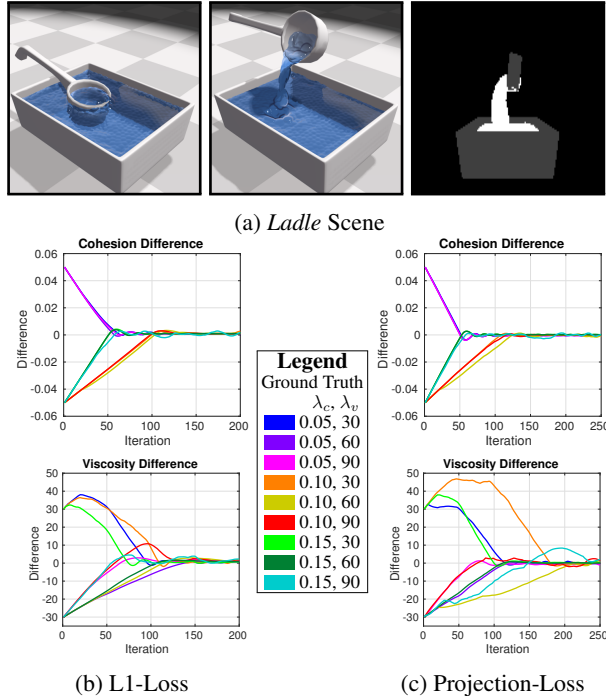 (a) Ladle Scene
Cohesion Difference
0.06
0.04
0.02
0
-0.02
-0.04
-0.06
Difference
0 50 100 150 200
Iteration
Cohesion Difference
0.06
0.04
0.02
0
-0.02
-0.04
-0.06
Difference
0 50 100 150 200 250
Iteration
Legend
Ground Truth
λc, λv
0.05, 30
0.05, 60
0.05, 90
0.10, 30
0.10, 60
0.10, 90
0.15, 30
0.15, 60
0.15, 90
Viscosity Difference
50
40
30
20
10
0
-10
-20
-30
Difference
0 50 100 150 200
Iteration
Viscosity Difference
50
40
30
20
10
0
-10
-20
-30
Difference
0 50 100 150 200 250
Iteration
(b) L1-Loss
(c) Projection-Loss